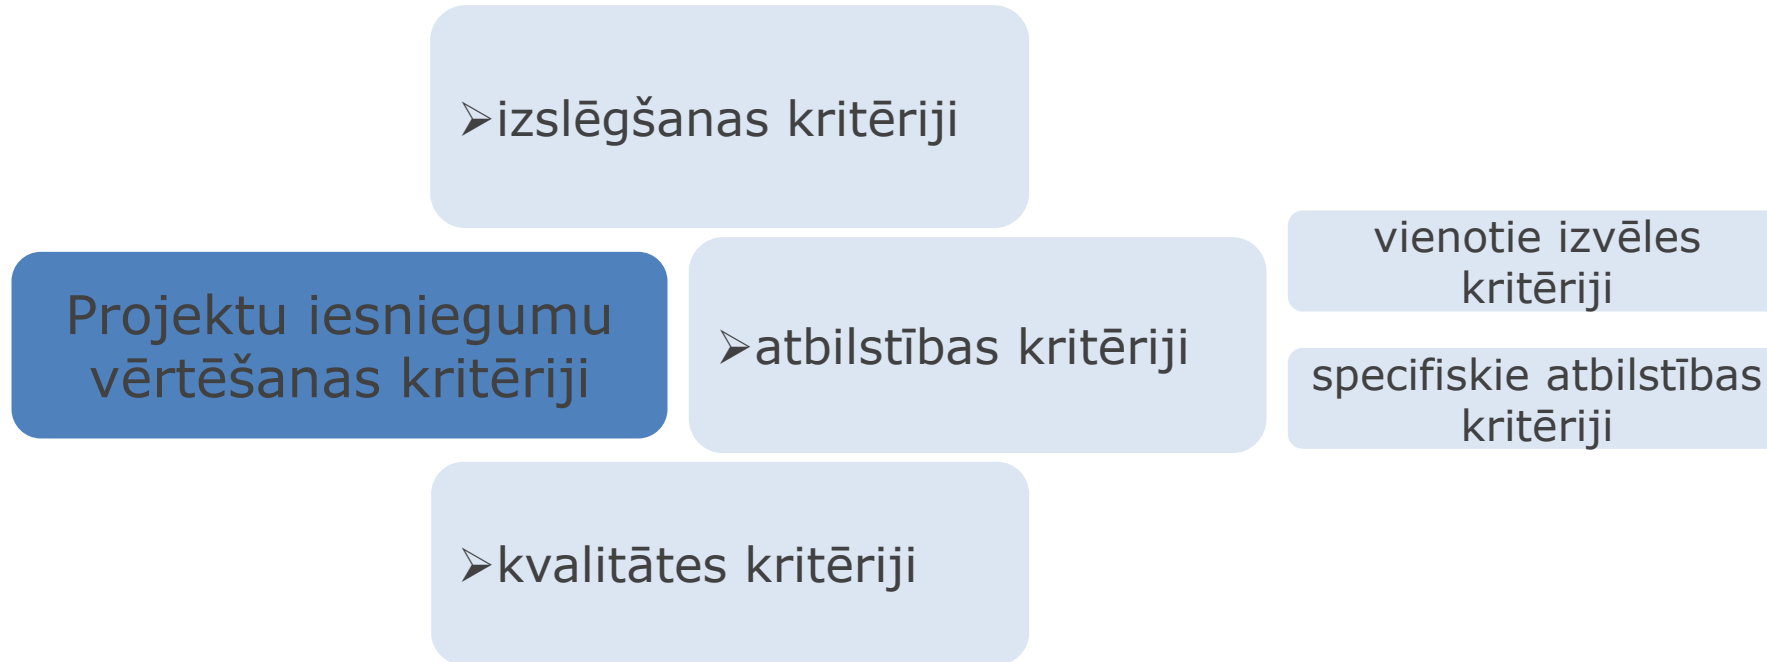 ➢izslēgšanas kritēriji
Projektu iesniegumu
vērtēšanas kritēriji
➢atbilstības kritēriji
vienotie izvēles
kritēriji
specifiskie atbilstības
kritēriji
➢kvalitātes kritēriji